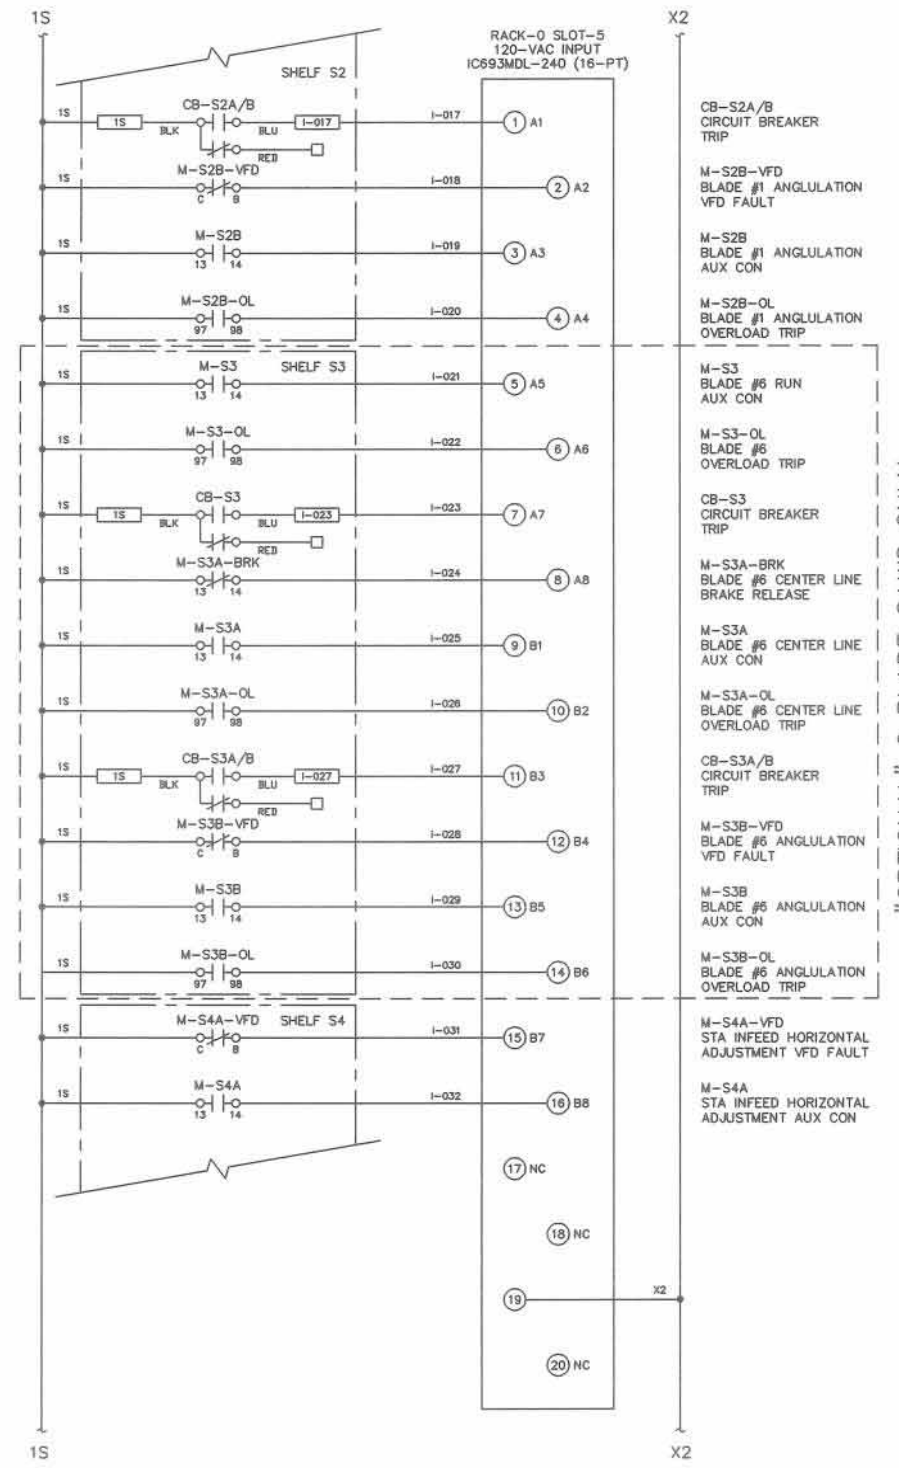 1S X2
RACK-0 SLOT-5
120-VAC INPUT
IC693MDL-240 (16-PT)
SHELF S2
1S 1S BLK CB-S2A/B BLU I-017 I-017 1 A1
RED
CB-S2A/B
CIRCUIT BREAKER
TRIP
1S M-S2B-VFD C B I-018 2 A2
M-S2B-VFD
BLADE #1 ANGLULATION
VFD FAULT
1S M-S2B 13 14 I-019 3 A3
M-S2B
BLADE #1 ANGLULATION
AUX CON
1S M-S2B-OL 97 98 I-020 4 A4
M-S2B-OL
BLADE #1 ANGLULATION
OVERLOAD TRIP
SHELF S3
1S M-S3 13 14 I-021 5 A5
M-S3
BLADE #6 RUN
AUX CON
1S M-S3-OL 97 98 I-022 6 A6
M-S3-OL
BLADE #6
OVERLOAD TRIP
1S 1S BLK CB-S3 BLU I-023 I-023 7 A7
RED
CB-S3
CIRCUIT BREAKER
TRIP
1S M-S3A-BRK 13 14 I-024 8 A8
M-S3A-BRK
BLADE #6 CENTER LINE
BRAKE RELEASE
1S M-S3A 13 14 I-025 9 B1
M-S3A
BLADE #6 CENTER LINE
AUX CON
1S M-S3A-OL 97 98 I-026 10 B2
M-S3A-OL
BLADE #6 CENTER LINE
OVERLOAD TRIP
1S 1S BLK CB-S3A/B BLU I-027 I-027 11 B3
RED
CB-S3A/B
CIRCUIT BREAKER
TRIP
1S M-S3B-VFD C B I-028 12 B4
M-S3B-VFD
BLADE #6 ANGLULATION
VFD FAULT
1S M-S3B 13 14 I-029 13 B5
M-S3B
BLADE #6 ANGLULATION
AUX CON
1S M-S3B-OL 97 98 I-030 14 B6
M-S3B-OL
BLADE #6 ANGLULATION
OVERLOAD TRIP
SHELF S4
1S M-S4A-VFD C B I-031 15 B7
M-S4A-VFD
STA INFEED HORIZONTAL
ADJUSTMENT VFD FAULT
1S M-S4A 13 14 I-032 16 B8
M-S4A
STA INFEED HORIZONTAL
ADJUSTMENT AUX CON
17 NC
18 NC
19 X2
20 NC
1S X2